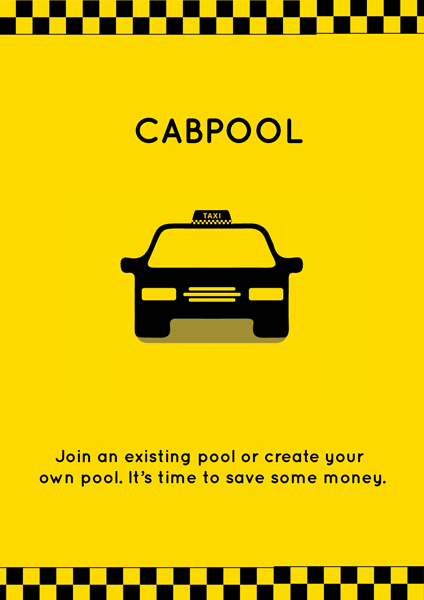 CABPOOL
TAXI
Join an existing pool or create your
own pool. It's time to save some money.